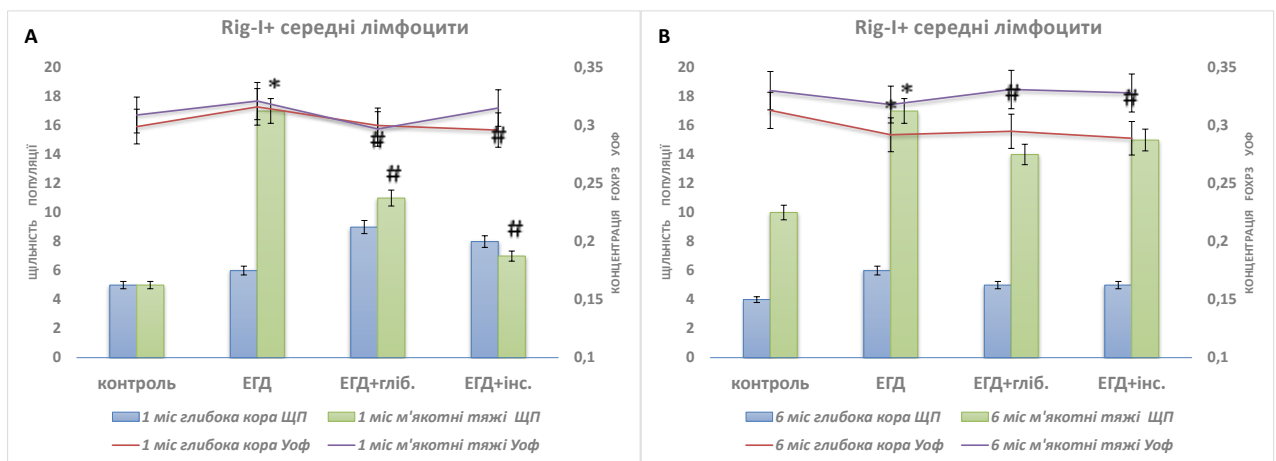 А
Rig-I+ середні лімфоцити
20
18
16
14
12
10
8
6
4
2
0
ЩІЛЬНІСТЬ ПОПУЛЯЦІЇ
0,35
0,3
0,25
0,2
0,15
0,1
КОНЦЕНТРАЦІЯ FOXP3 УОФ
*
#
#
#
#
контроль ЕГД ЕГД+гліб. ЕГД+інс.
1 міс глибока кора ЩП 1 міс м'якотні тяжі ЩП
1 міс глибока кора Уоф 1 міс м'якотні тяжі Уоф
В
Rig-I+ середні лімфоцити
20
18
16
14
12
10
8
6
4
2
0
ЩІЛЬНІСТЬ ПОПУЛЯЦІЇ
0,35
0,3
0,25
0,2
0,15
0,1
КОНЦЕНТРАЦІЯ FOXP3 УОФ
* *
# #
контроль ЕГД ЕГД+гліб. ЕГД+інс.
6 міс глибока кора ЩП 6 міс м'якотні тяжі ЩП
6 міс глибока кора Уоф 6 міс м'якотні тяжі Уоф